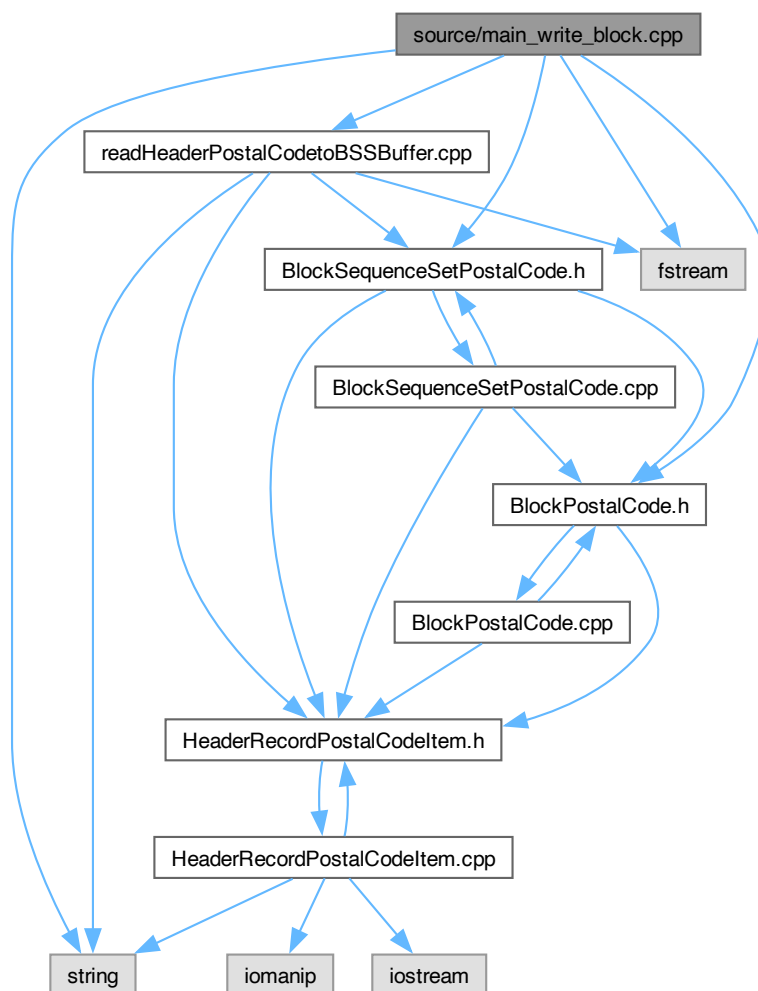 source/main_write_block.cpp
readHeaderPostalCodetoBSSBuffer.cpp
BlockSequenceSetPostalCode.h
fstream
BlockSequenceSetPostalCode.cpp
BlockPostalCode.h
BlockPostalCode.cpp
HeaderRecordPostalCodeItem.h
HeaderRecordPostalCodeItem.cpp
string
iomanip
iostream